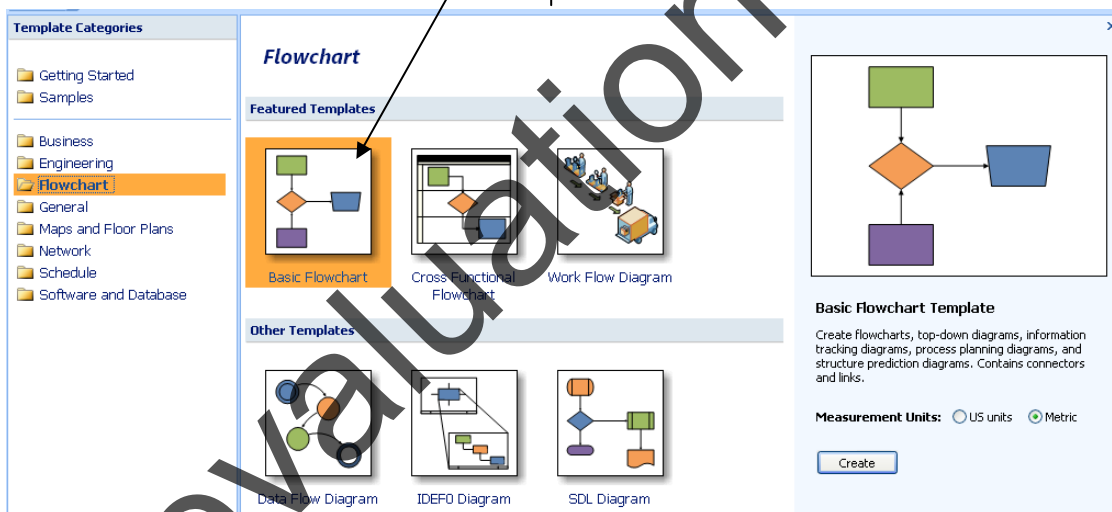 Template Categories
Getting Started
Samples
Business
Engineering
Flowchart
General
Maps and Floor Plans
Network
Schedule
Software and Database
Flowchart
Featured Templates
Basic Flowchart
Cross Functional
Flowchart
Work Flow Diagram
Other Templates
Data Flow Diagram
IDEF0 Diagram
SDL Diagram
Basic Flowchart Template
Create flowcharts, top-down diagrams, information
tracking diagrams, process planning diagrams, and
structure prediction diagrams. Contains connectors
and links.
Measurement Units: US units Metric
Create
evaluation